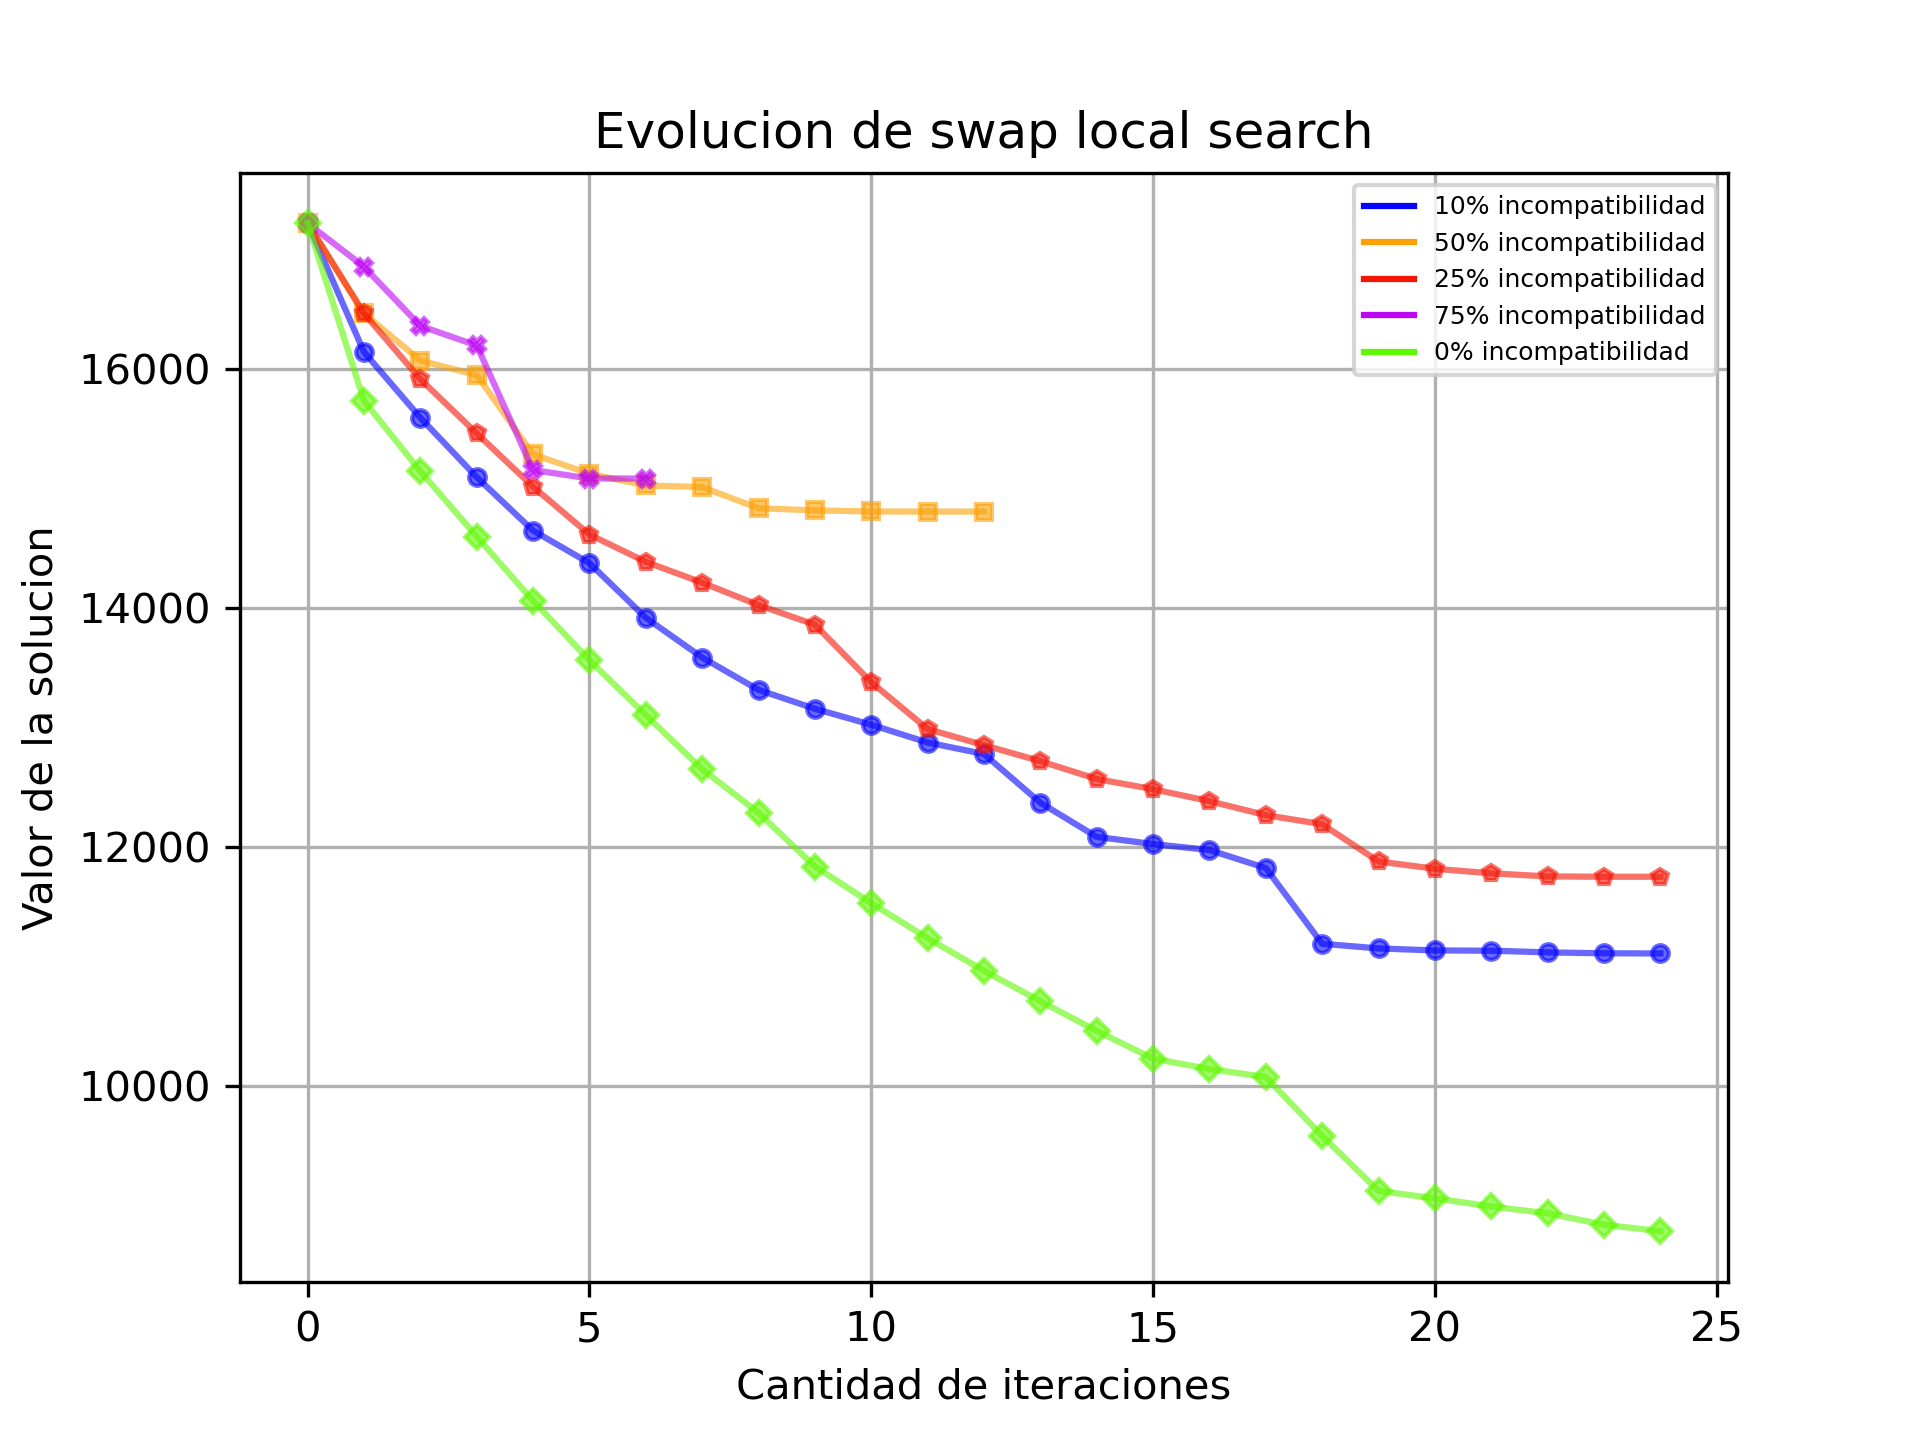 Evolucion de swap local search
10% incompatibilidad
50% incompatibilidad
25% incompatibilidad
75% incompatibilidad
0% incompatibilidad
Valor de la solucion
16000
14000
12000
10000
0 5 10 15 20 25
Cantidad de iteraciones